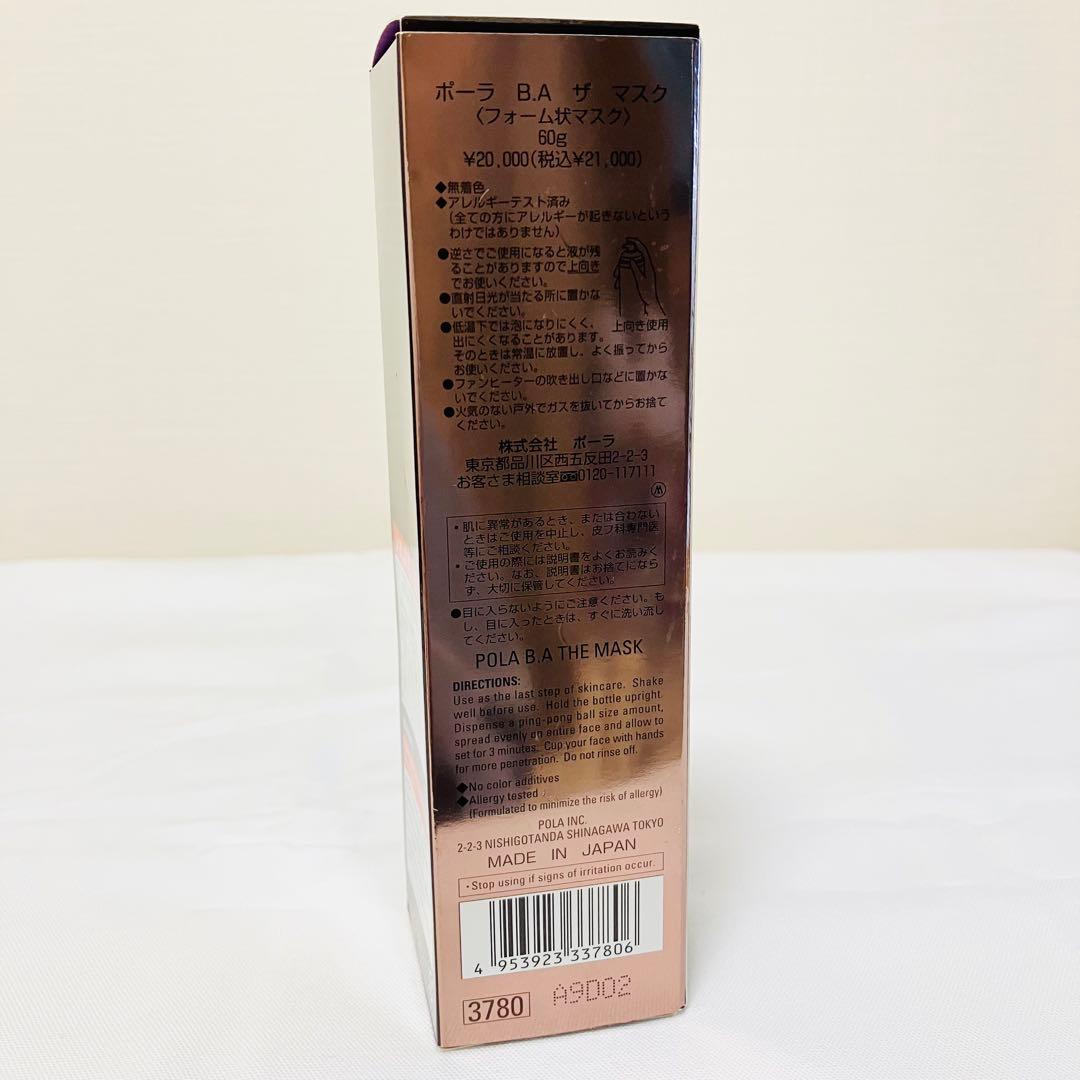 ポーラ B.A ザ マスク
〈フォーム状マスク〉
60g
¥20,000(税込¥21,000)
◆無着色
◆アレルギーテスト済み
(全ての方にアレルギーが起きないという
わけではありません)
●逆さでご使用になると液が残
ることがありますので上向き
でお使いください。
●直射日光が当たる所に置かな
いでください。
●低温下では泡になりにくく、
出にくくなることがあります。
そのときは常温に放置し、よく振ってから
お使いください。
上向き使用
●ファンヒーターの吹き出し口などに置かな
いでください。
●火気のない戸外でガスを抜いてからお捨て
ください。
株式会社 ポーラ
東京都品川区西五反田2-2-3
お客さま相談室0120-117111
・肌に異常があるとき、または合わない
ときはご使用を中止し、皮フ科専門医
等にご相談ください。
・ご使用の際には説明書をよくお読みく
ださい。なお、説明書はお捨てになら
ず、大切に保管してください。
●目に入らないようにご注意ください。も
し、目に入ったときは、すぐに洗い流し
てください。
POLA B.A THE MASK
DIRECTIONS:
Use as the last step of skincare. Shake
well before use. Hold the bottle upright.
Dispense a ping-pong ball size amount,
spread evenly on entire face and allow to
set for 3 minutes. Cup your face with hands
for more penetration. Do not rinse off.
◆No color additives
◆Allergy tested
(Formulated to minimize the risk of allergy)
POLA INC.
2-2-3 NISHIGOTANDA SHINAGAWA TOKYO
MADE IN JAPAN
・Stop using if signs of irritation occur.
4 953923 337806
3780
A9D02